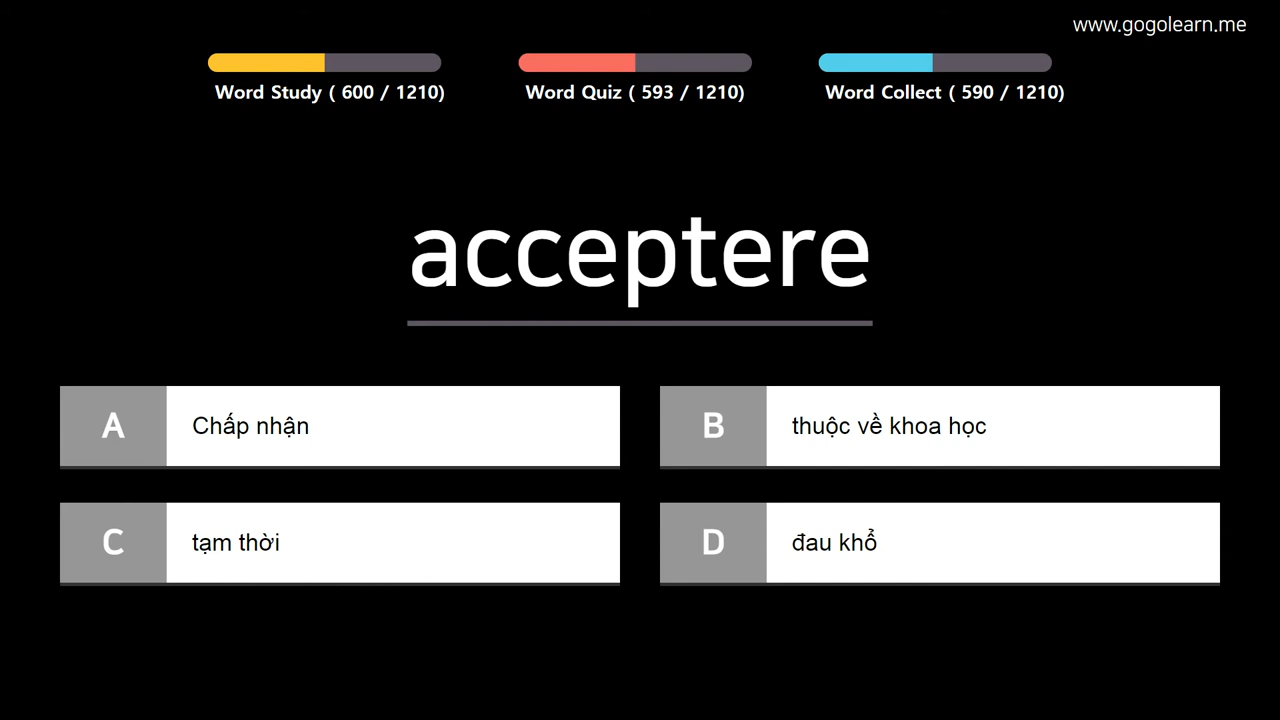 www.gogolearn.me
Word Study ( 600 / 1210)
Word Quiz ( 593 / 1210)
Word Collect ( 590 / 1210)
acceptere
A Chấp nhận
B thuộc về khoa học
C tạm thời
D đau khổ